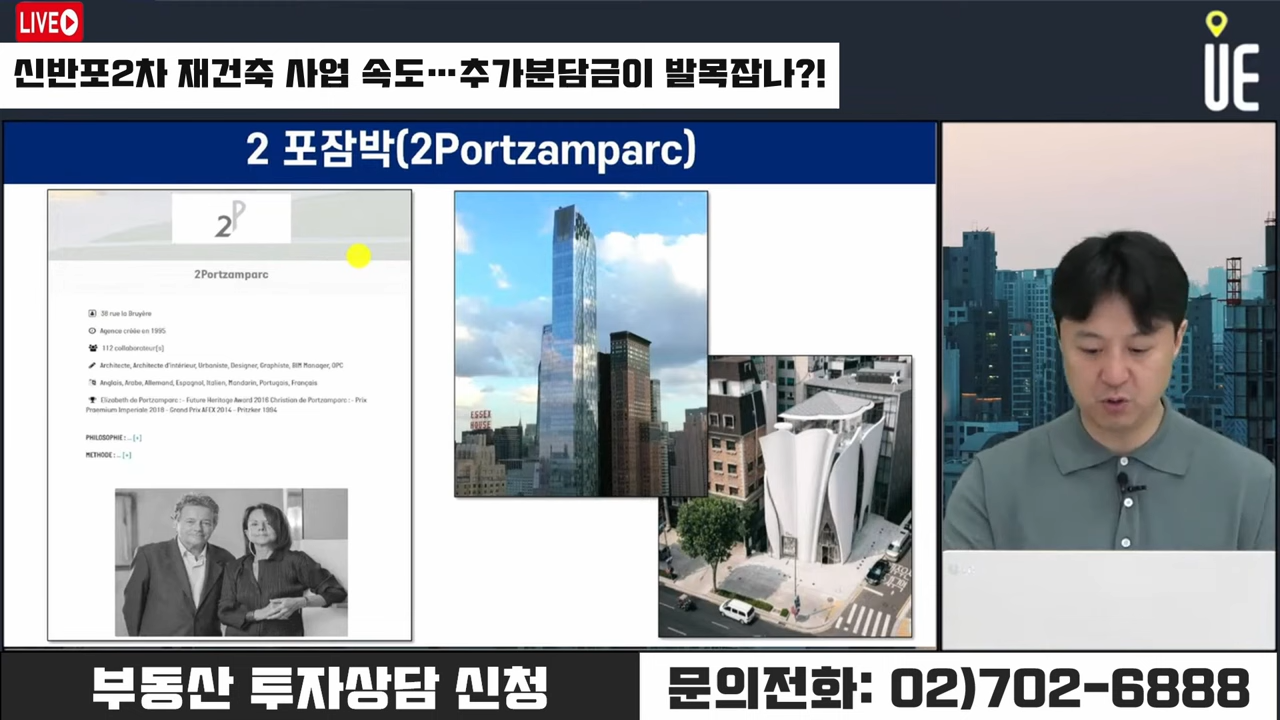 LIVE
신반포2차 재건축 사업 속도…추가분담금이 발목잡나?!
UE
2 포잠박(2Portzamparc)
2P
2Portzamparc
38 rue la Bruyère
Agence créée en 1995
112 collaborateur(s)
Architecte, Architecte d'intérieur, Urbaniste, Designer, Graphiste, BIM Manager, OPC
Anglais, Arabe, Allemand, Espagnol, Italien, Mandarin, Portugais, Français
Elizabeth de Portzamparc : - Future Heritage Award 2016 Christian de Portzamparc : - Prix
Praemium Imperiale 2018 - Grand Prix AFEX 2014 - Pritzker 1994
PHILOSOPHIE : .. [+]
METHODE : .. [+]
ESSEX
HOUSE
부동산 투자상담 신청
문의전화: 02)702-6888